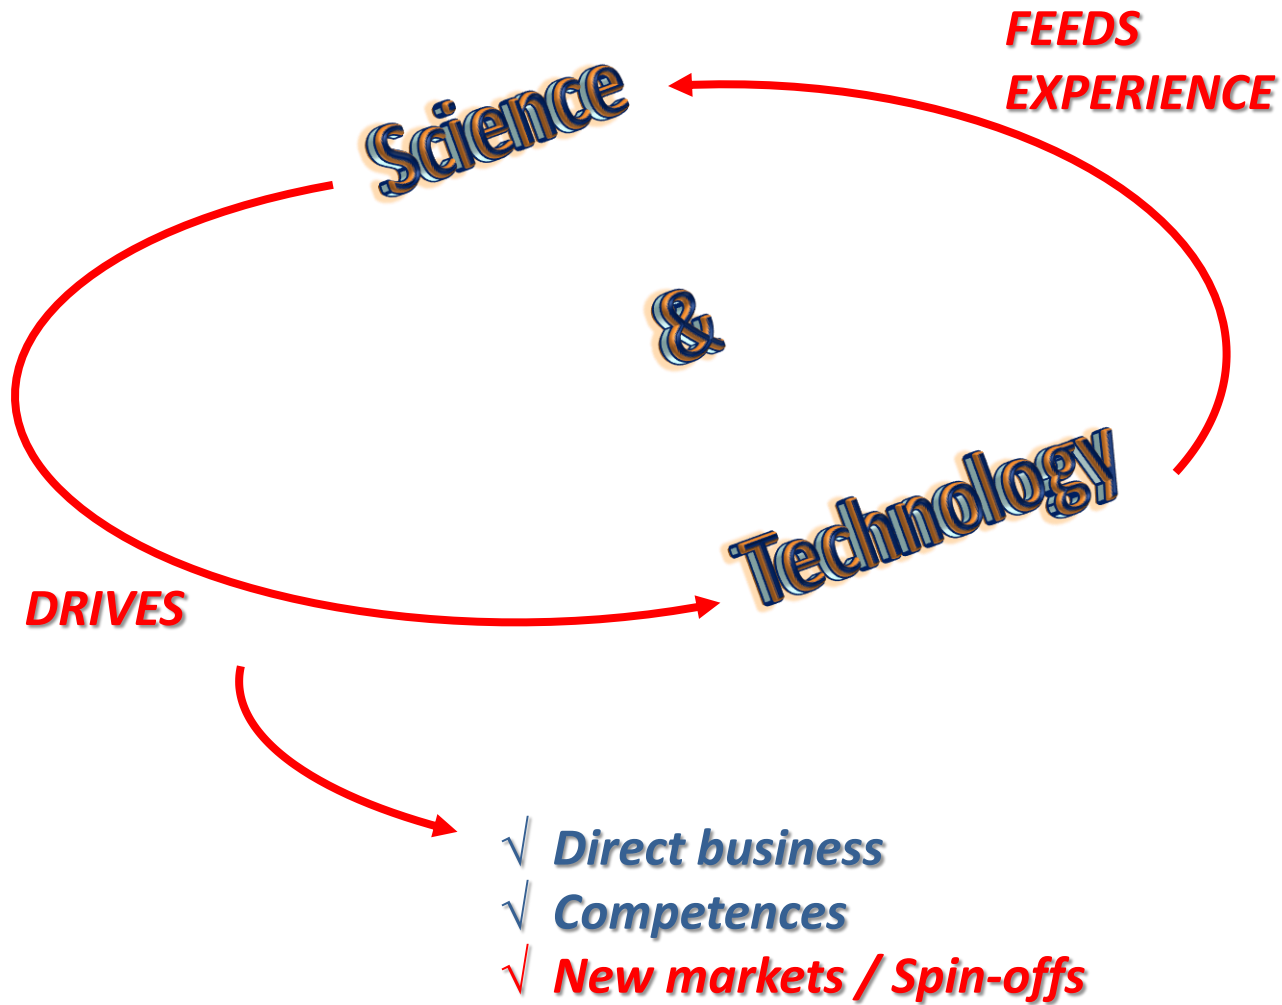 FEEDS
EXPERIENCE
Science
&
Technology
DRIVES
√ Direct business
√ Competences
√ New markets / Spin-offs